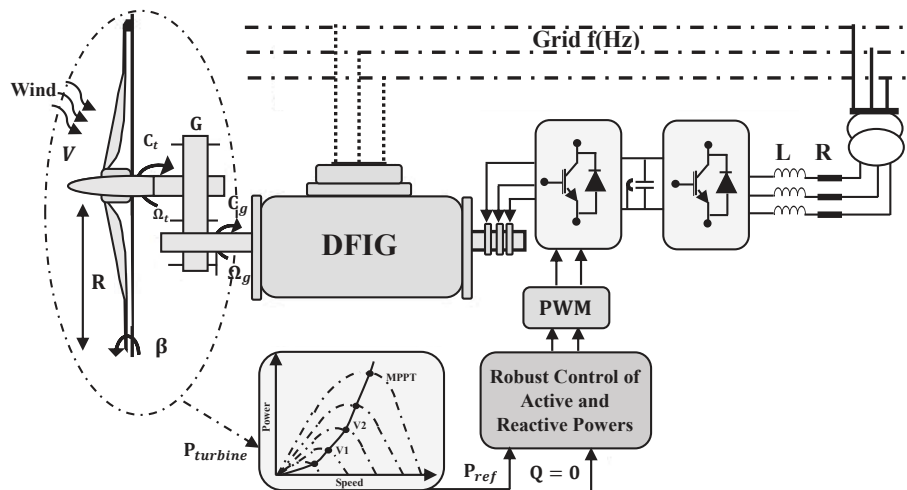 Grid f(Hz)
Wind
V
G
C_t
Ω_t
C_g
Ω_g
R
β
DFIG
L R
PWM
Robust Control of
Active and
Reactive Powers
Power
MPPT
V2
V1
Speed
P_turbine
P_ref
Q = 0